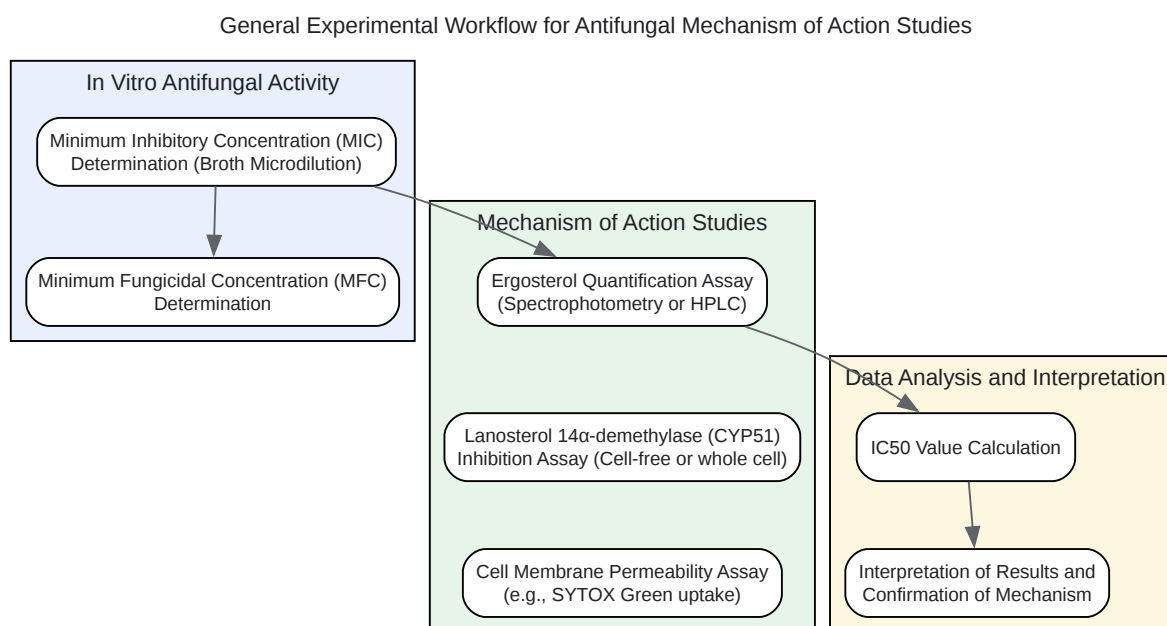 General Experimental Workflow for Antifungal Mechanism of Action Studies
In Vitro Antifungal Activity
Minimum Inhibitory Concentration (MIC)
Determination (Broth Microdilution)
Minimum Fungicidal Concentration (MFC)
Determination
Mechanism of Action Studies
Ergosterol Quantification Assay
(Spectrophotometry or HPLC)
Lanosterol 14α-demethylase (CYP51)
Inhibition Assay (Cell-free or whole cell)
Cell Membrane Permeability Assay
(e.g., SYTOX Green uptake)
Data Analysis and Interpretation
IC50 Value Calculation
Interpretation of Results and
Confirmation of Mechanism